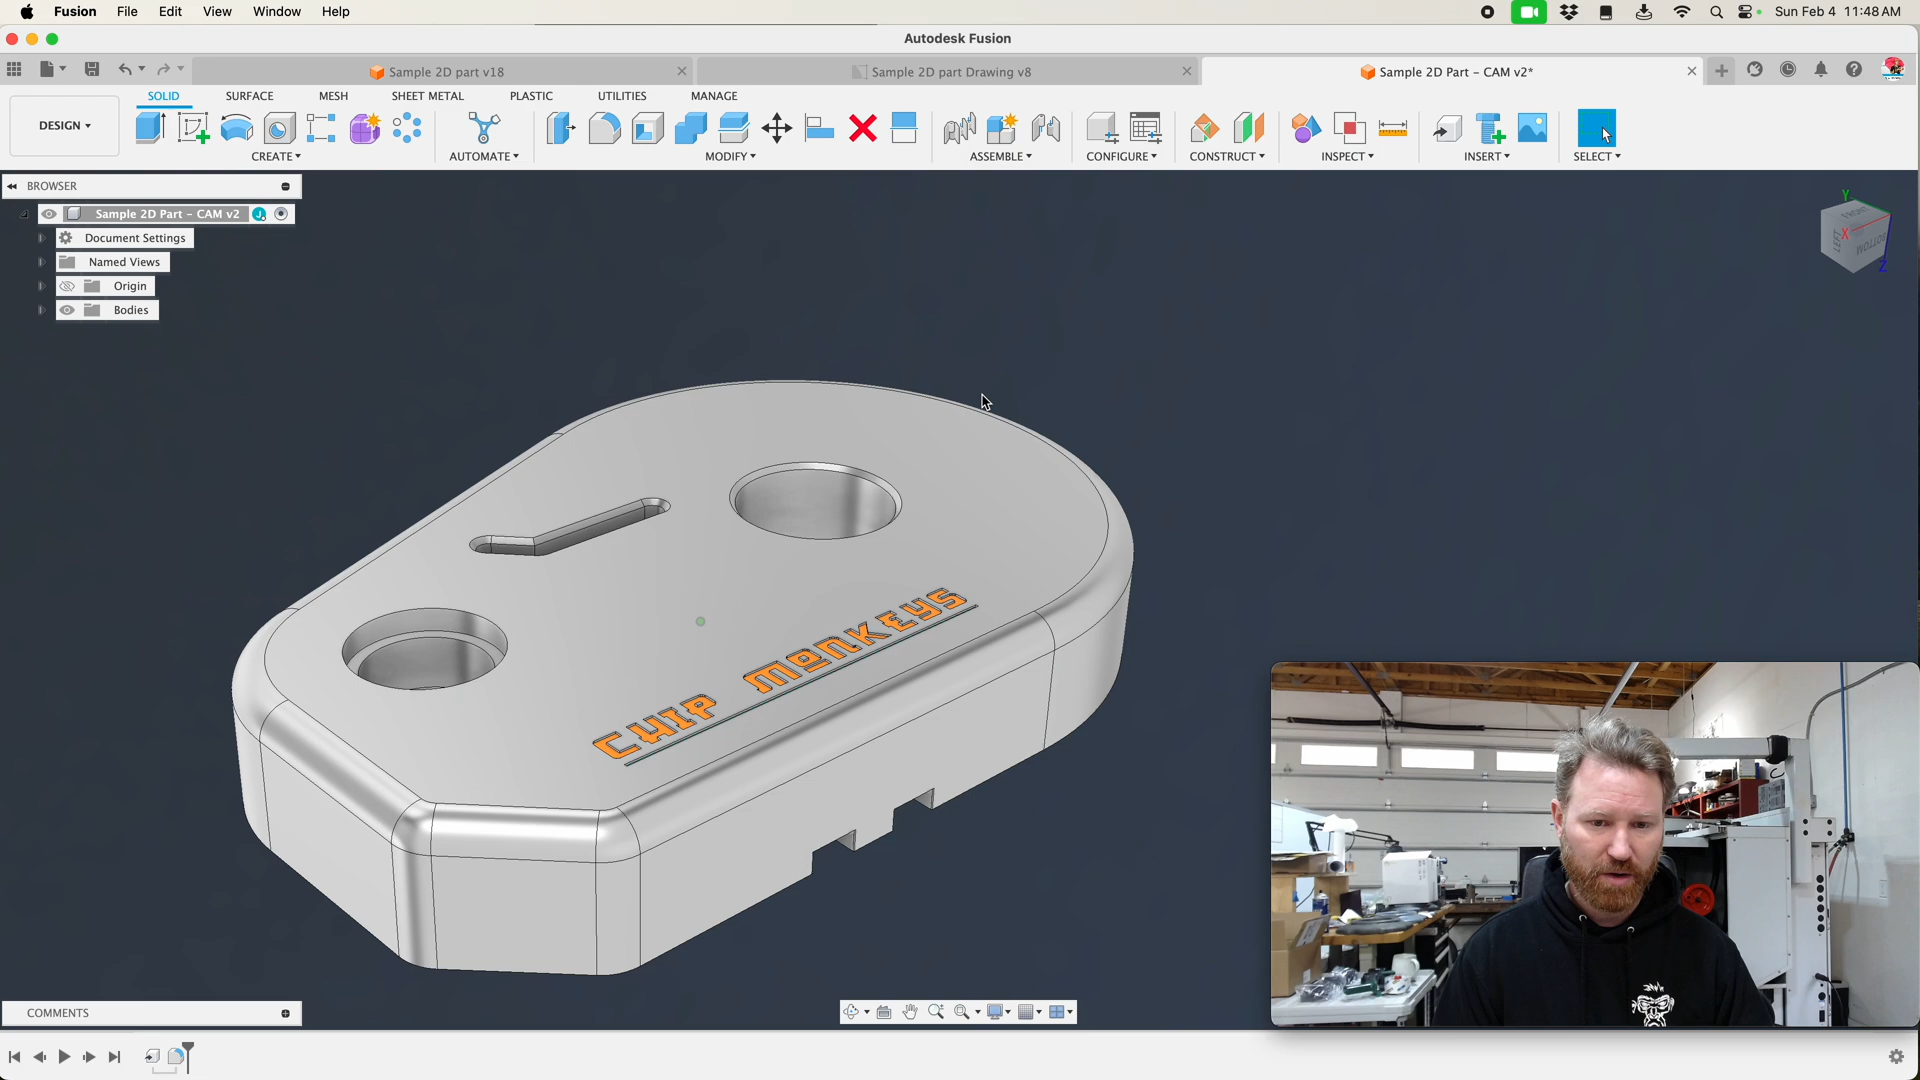 Fusion File Edit View Window Help Sun Feb 4 11:48 AM
Autodesk Fusion
Sample 2D part v18 Sample 2D part Drawing v8 Sample 2D Part - CAM v2*
SOLID SURFACE MESH SHEET METAL PLASTIC UTILITIES MANAGE
DESIGN ▾
CREATE ▾ AUTOMATE ▾ MODIFY ▾ ASSEMBLE ▾ CONFIGURE ▾ CONSTRUCT ▾ INSPECT ▾ INSERT ▾ SELECT ▾
BROWSER
Sample 2D Part - CAM v2
Document Settings
Named Views
Origin
Bodies
Y
FRONT
X
LEFT
BOTTOM
Z
CHIP MONKEYS
COMMENTS